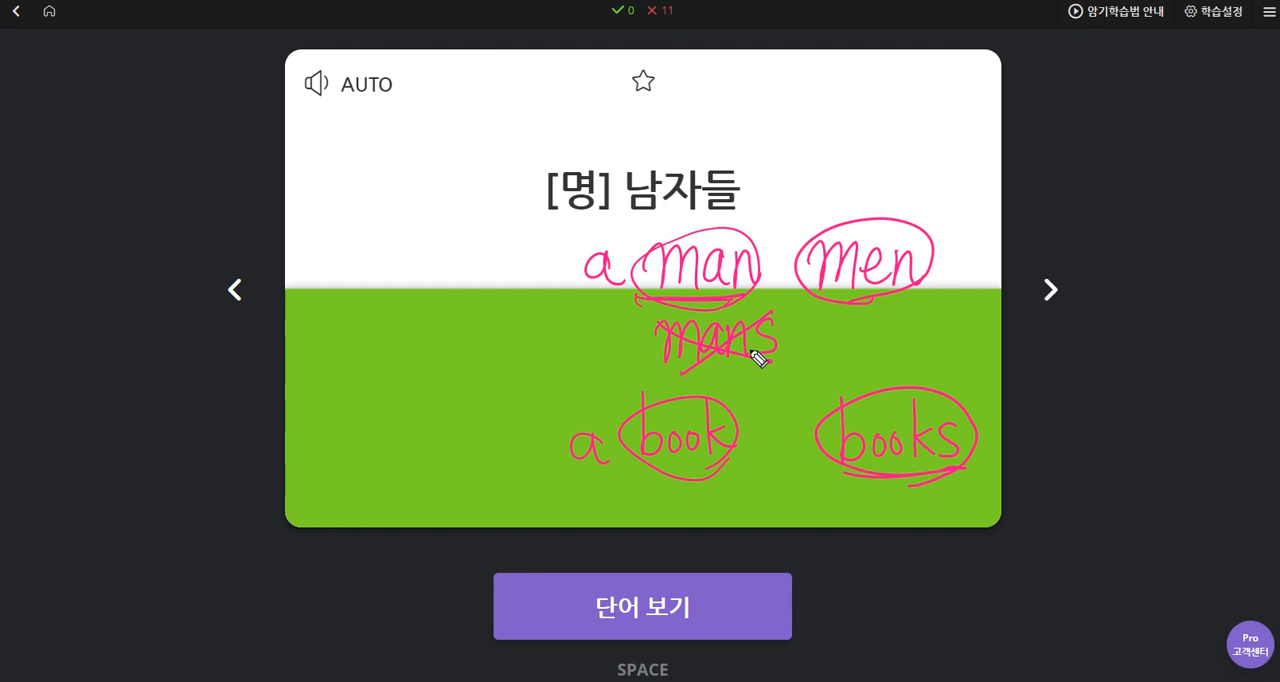 0 11 암기학습법 안내 학습설정
AUTO
[명] 남자들
a man men
mans
a book books
단어 보기
SPACE
Pro
고객센터